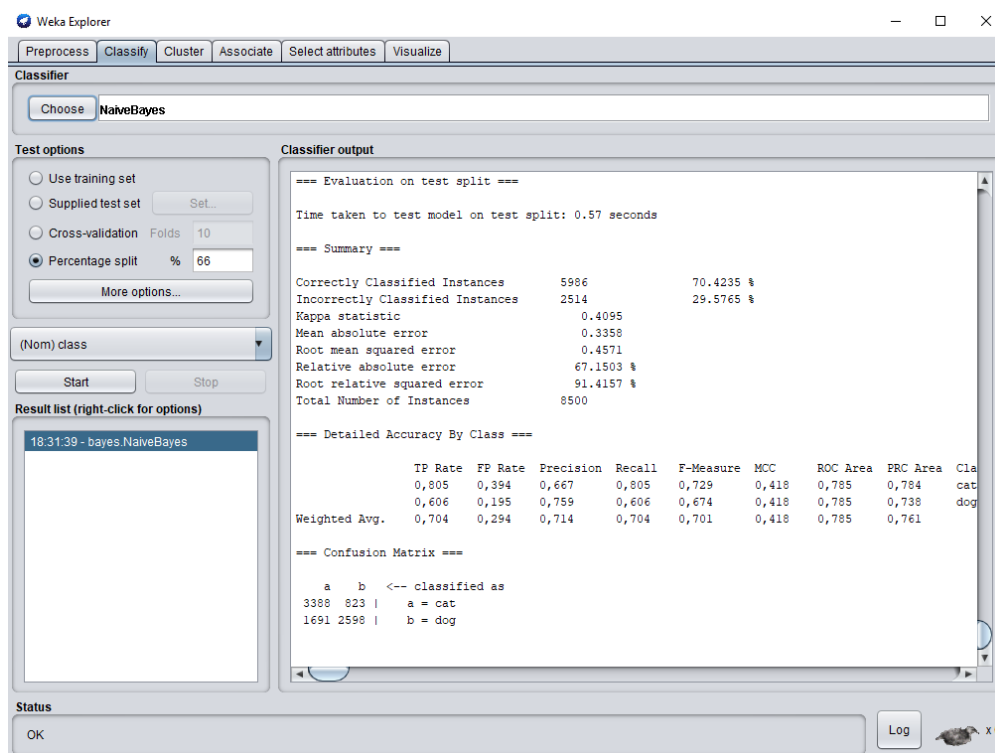 Weka Explorer
Preprocess Classify Cluster Associate Select attributes Visualize
Classifier
Choose NaiveBayes
Test options
Use training set
Supplied test set Set...
Cross-validation Folds 10
Percentage split % 66
More options...
(Nom) class
Start Stop
Result list (right-click for options)
18:31:39 - bayes.NaiveBayes
Classifier output
=== Evaluation on test split ===
Time taken to test model on test split: 0.57 seconds
=== Summary ===
Correctly Classified Instances 5986 70.4235 %
Incorrectly Classified Instances 2514 29.5765 %
Kappa statistic 0.4095
Mean absolute error 0.3358
Root mean squared error 0.4571
Relative absolute error 67.1503 %
Root relative squared error 91.4157 %
Total Number of Instances 8500
=== Detailed Accuracy By Class ===
TP Rate FP Rate Precision Recall F-Measure MCC ROC Area PRC Area Cla
0,805 0,394 0,667 0,805 0,729 0,418 0,785 0,784 cat
0,606 0,195 0,759 0,606 0,674 0,418 0,785 0,738 dog
Weighted Avg. 0,704 0,294 0,714 0,704 0,701 0,418 0,785 0,761
=== Confusion Matrix ===
a b <-- classified as
3388 823 | a = cat
1691 2598 | b = dog
Status
OK
Log
x